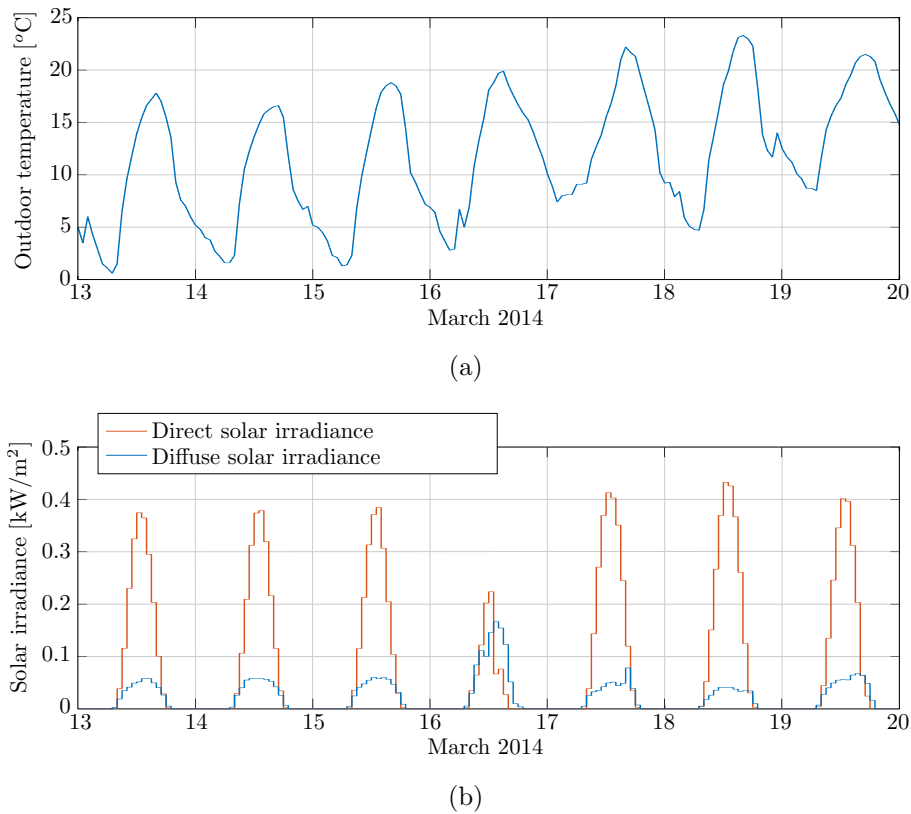 25
20
15
10
5
0
Outdoor temperature [°C]
13 14 15 16 17 18 19 20
March 2014
(a)
Direct solar irradiance
Diffuse solar irradiance
0.5
0.4
0.3
0.2
0.1
0
Solar irradiance [kW/m²]
13 14 15 16 17 18 19 20
March 2014
(b)